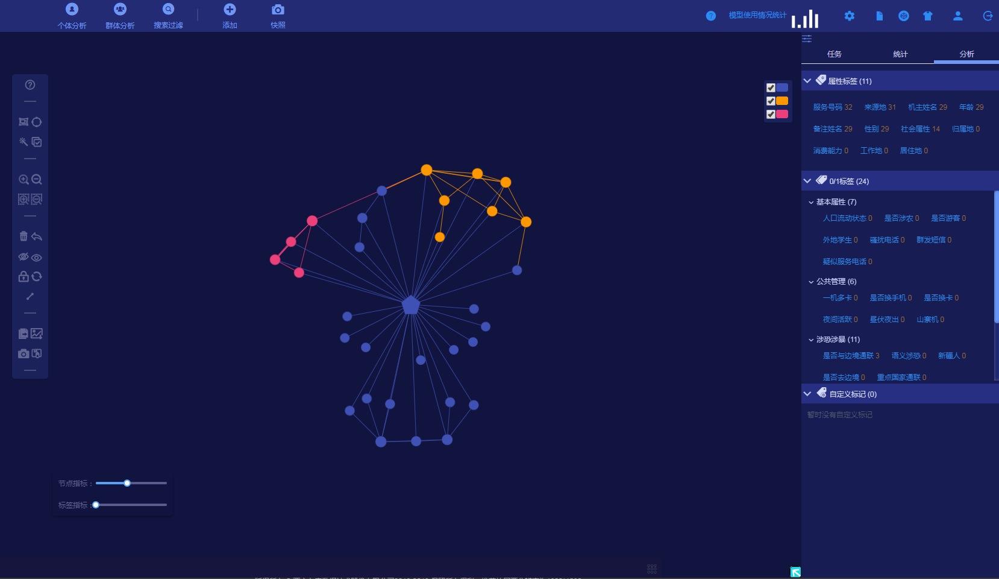 个体分析 群体分析 搜索过滤 添加 快照 模型使用情况统计
任务 统计 分析
属性标签 (11)
服务号码 32 来源地 31 机主姓名 29 年龄 29
备注姓名 29 性别 29 社会属性 14 归属地 0
消费能力 0 工作地 0 居住地 0
0/1标签 (24)
基本属性 (7)
人口流动状态 0 是否涉农 0 是否游客 0
外地学生 0 骚扰电话 0 群发短信 0
疑似服务电话 0
公共管理 (6)
一机多卡 0 是否换手机 0 是否换卡 0
夜间活跃 0 昼伏夜出 0 山寨机 0
涉恐涉暴 (11)
是否与边境通联 3 语义涉恐 0 新疆人 0
是否去边境 0 重点国家通联 0
自定义标记 (0)
暂时没有自定义标记
节点指标：
标签指标：